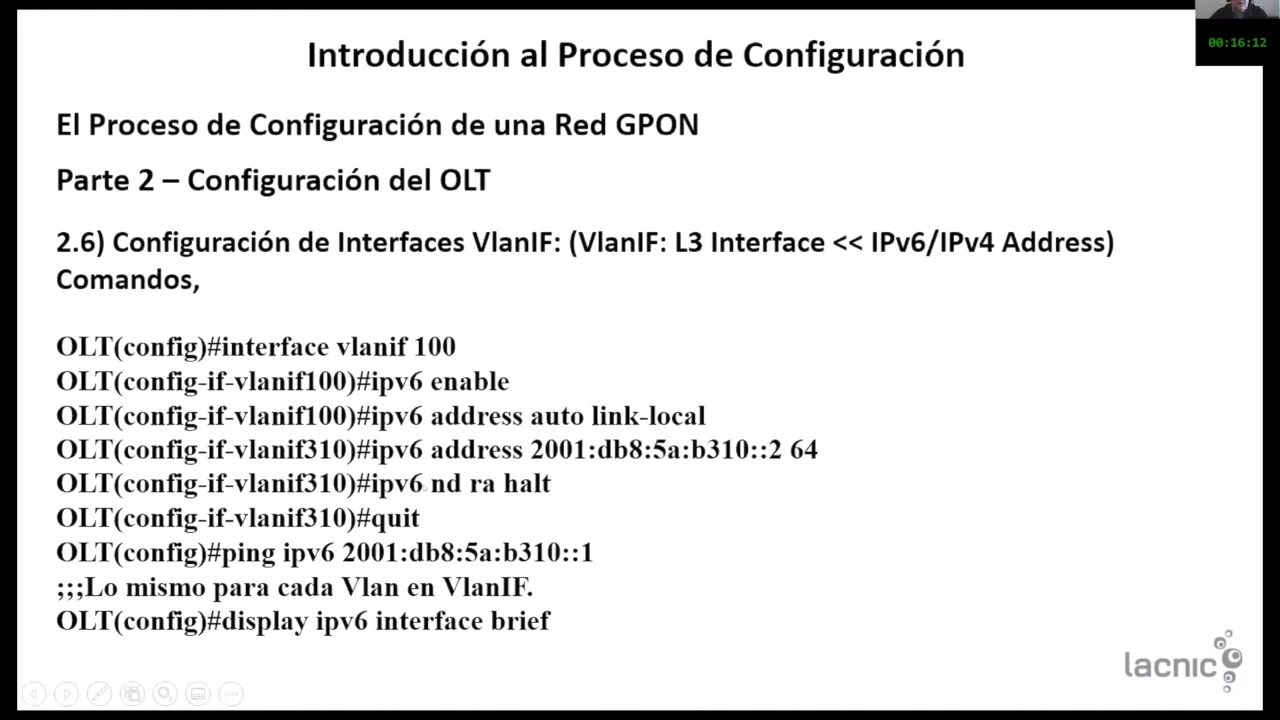 00:16:12
Introducción al Proceso de Configuración
El Proceso de Configuración de una Red GPON
Parte 2 – Configuración del OLT
2.6) Configuración de Interfaces VlanIF: (VlanIF: L3 Interface << IPv6/IPv4 Address)
Comandos,
OLT(config)#interface vlanif 100
OLT(config-if-vlanif100)#ipv6 enable
OLT(config-if-vlanif100)#ipv6 address auto link-local
OLT(config-if-vlanif310)#ipv6 address 2001:db8:5a:b310::2 64
OLT(config-if-vlanif310)#ipv6 nd ra halt
OLT(config-if-vlanif310)#quit
OLT(config)#ping ipv6 2001:db8:5a:b310::1
;;;Lo mismo para cada Vlan en VlanIF.
OLT(config)#display ipv6 interface brief
lacnic